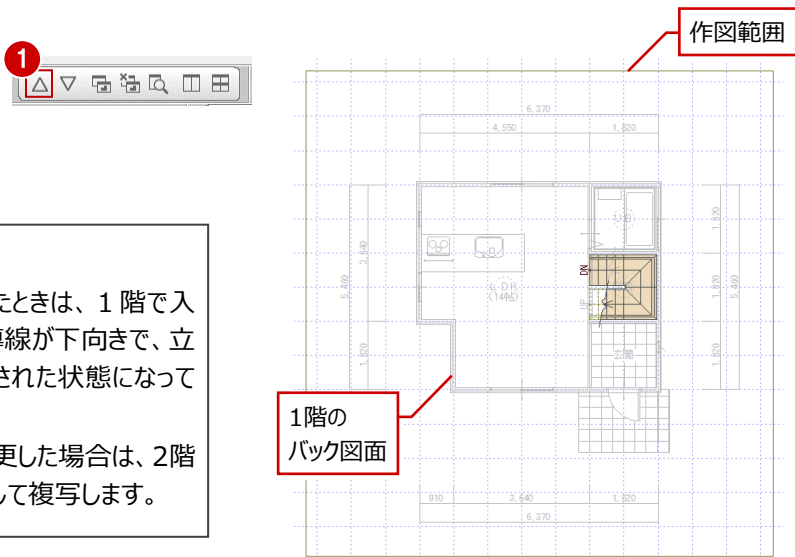 1
作図範囲
たときは、1階で入
導線が下向きで、立
された状態になって
更した場合は、2階
して複写します。
6,370
4,550
1,820
3,640
5,460
1,820
1,820
1,820
5,460
1,820
UB
DN
UP
LDK
玄関
1階の
バック図面
910
3,640
1,820
6,370